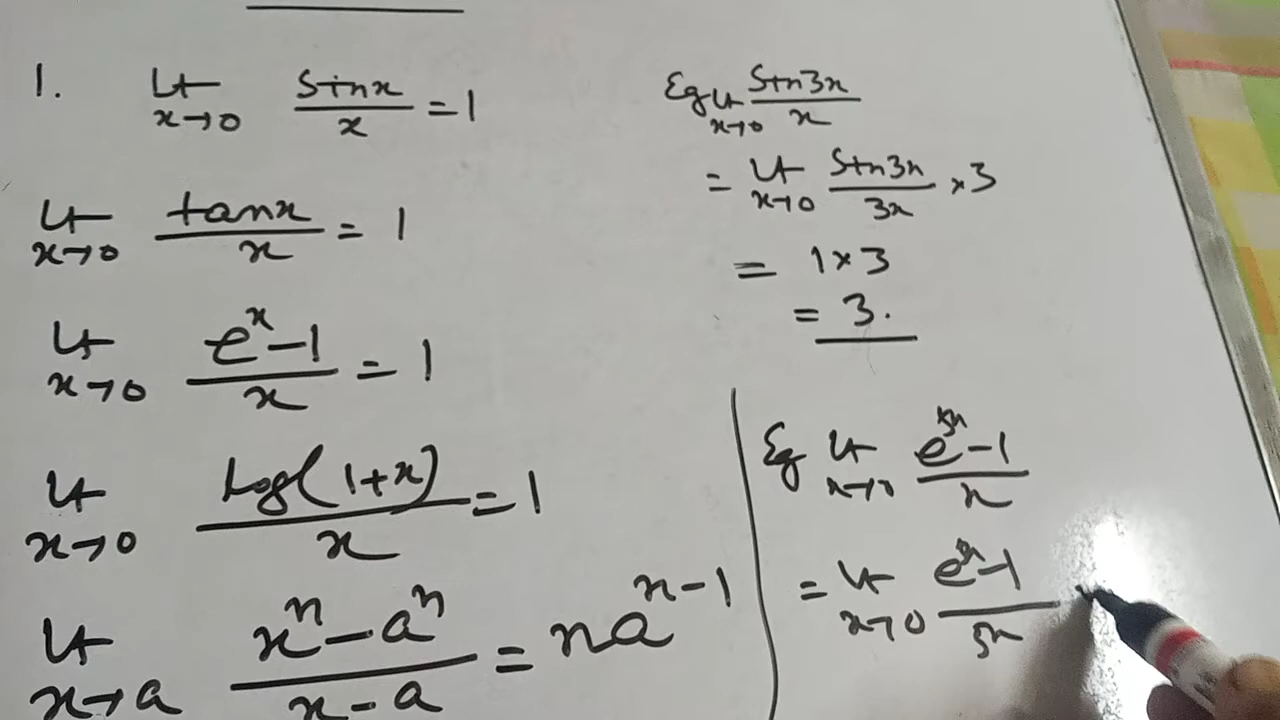 1. Lt x→0 sinx/x = 1
Lt x→0 tanx/x = 1
Lt x→0 (e^x-1)/x = 1
Lt x→0 log(1+x)/x = 1
Lt x→a (x^n-a^n)/(x-a) = na^(n-1)
Eg Lt x→0 sin3x/x
= Lt x→0 sin3x/3x ×3
= 1×3
= 3.
Eg Lt x→0 (e^5x-1)/x
= Lt x→0 /5x